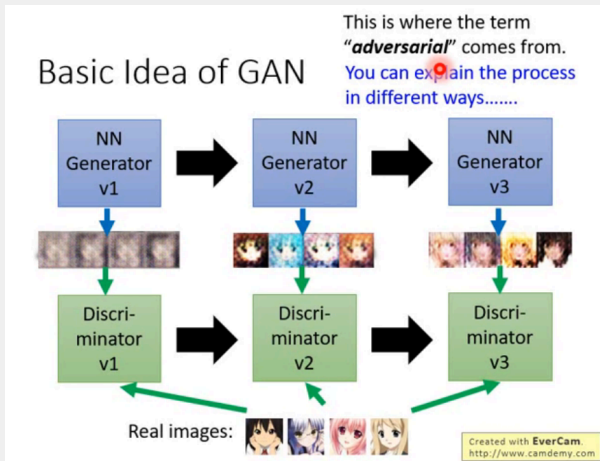 This is where the term
“adversarial” comes from.
You can explain the process
in different ways.......
Basic Idea of GAN
NN
Generator
v1
NN
Generator
v2
NN
Generator
v3
Discri-
minator
v1
Discri-
minator
v2
Discri-
minator
v3
Real images:
Created with EverCam.
http://www.camdemy.com